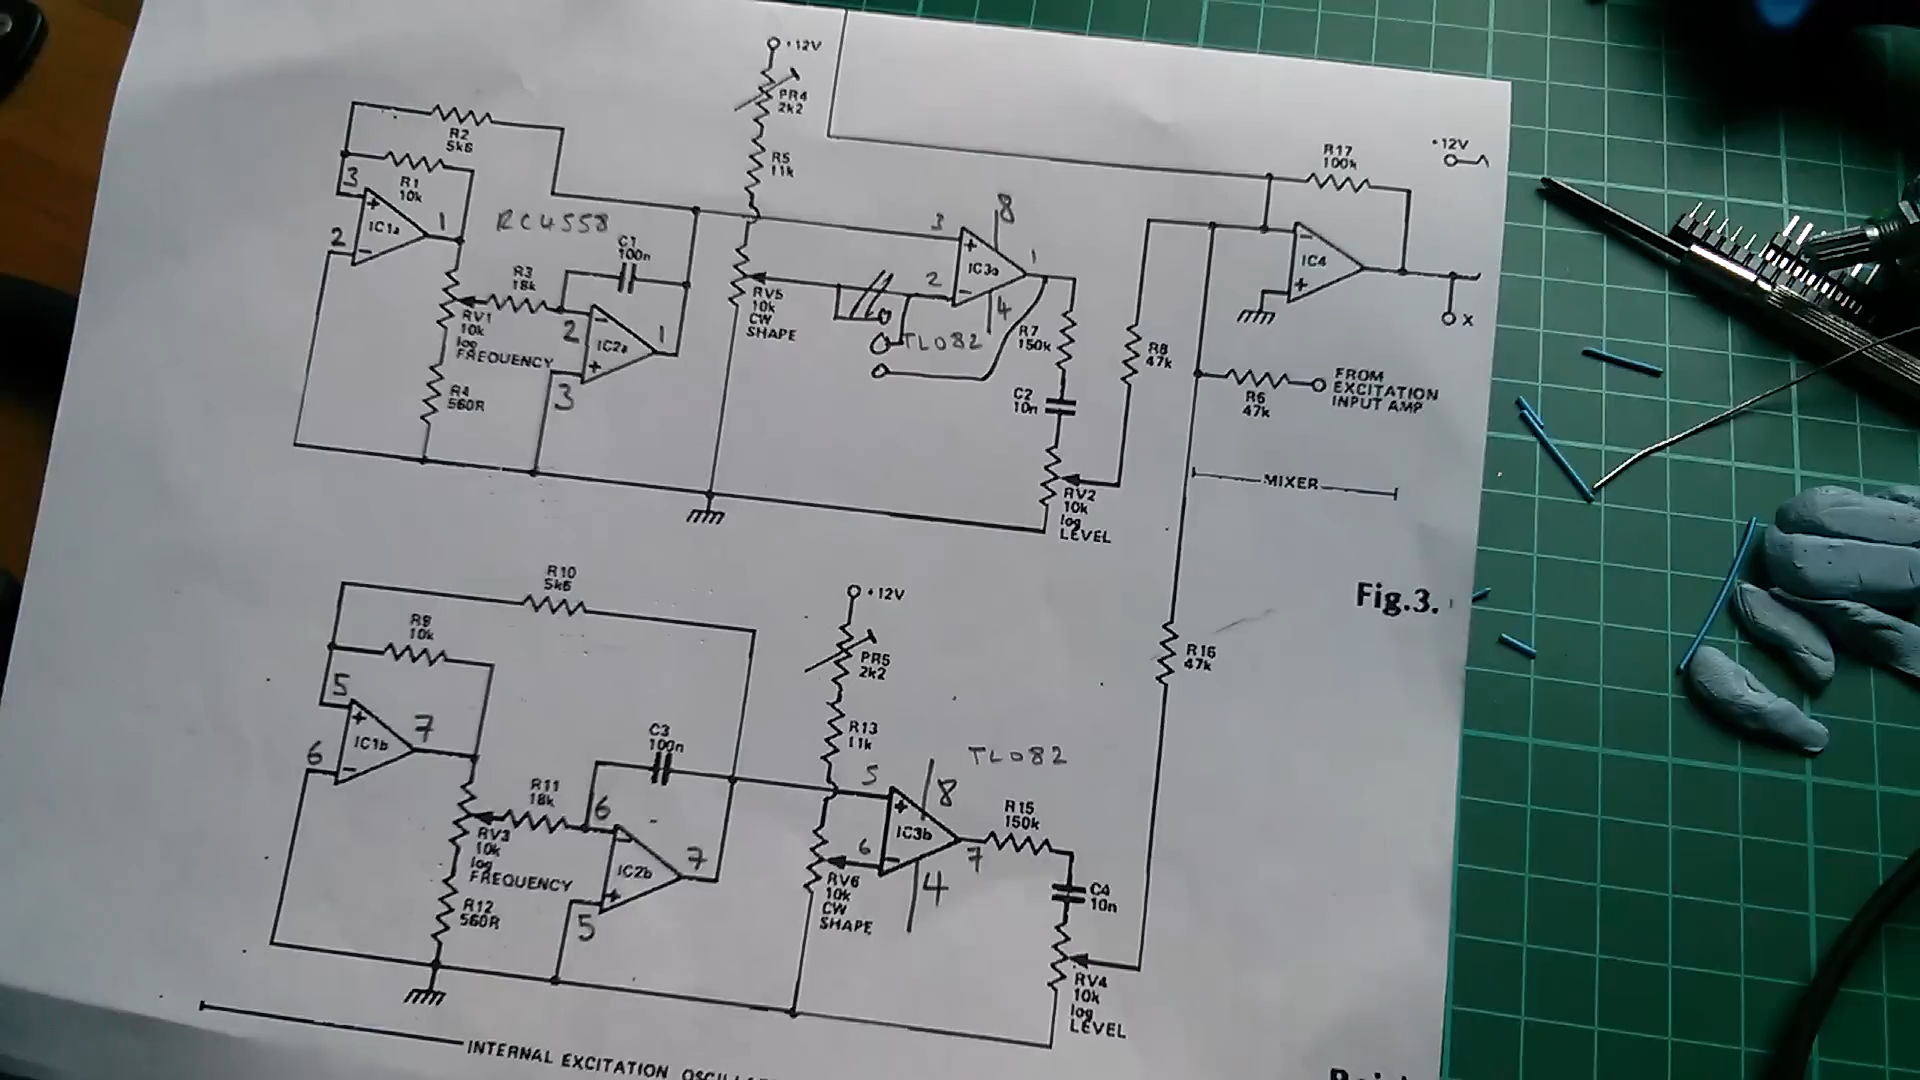 +12V
PR4
2k2
R2
5k6
R5
11k
R1
10k
3
IC1a
1
2
RC4558
C1
100n
R3
18k
RV1
10k
log
FREQUENCY
2
IC2a
1
3
R4
560R
RV5
10k
CW
SHAPE
3
8
IC3a
1
2
4
TL082
R7
150k
C2
10n
RV2
10k
log
LEVEL
R8
47k
R17
100k
+12V
IC4
X
R6
47k
FROM
EXCITATION
INPUT AMP
MIXER
Fig.3.
R10
5k6
R9
10k
5
IC1b
7
6
+12V
PR5
2k2
R13
11k
C3
100n
R11
18k
RV3
10k
log
FREQUENCY
6
IC2b
7
5
R12
560R
RV6
10k
CW
SHAPE
TL082
5
8
IC3b
6
7
4
R15
150k
C4
10n
RV4
10k
log
LEVEL
R16
47k
INTERNAL EXCITATION